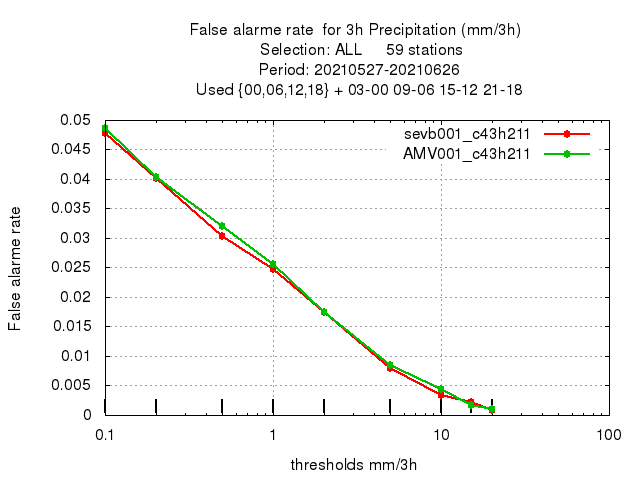 False alarme rate  for 3h Precipitation (mm/3h)
Selection: ALL     59 stations
Period: 20210527-20210626
Used {00,06,12,18} + 03-00 09-06 15-12 21-18
sevb001_c43h211
AMV001_c43h211
False alarme rate
0.05
0.045
0.04
0.035
0.03
0.025
0.02
0.015
0.01
0.005
0
0.1
1
10
100
thresholds mm/3h